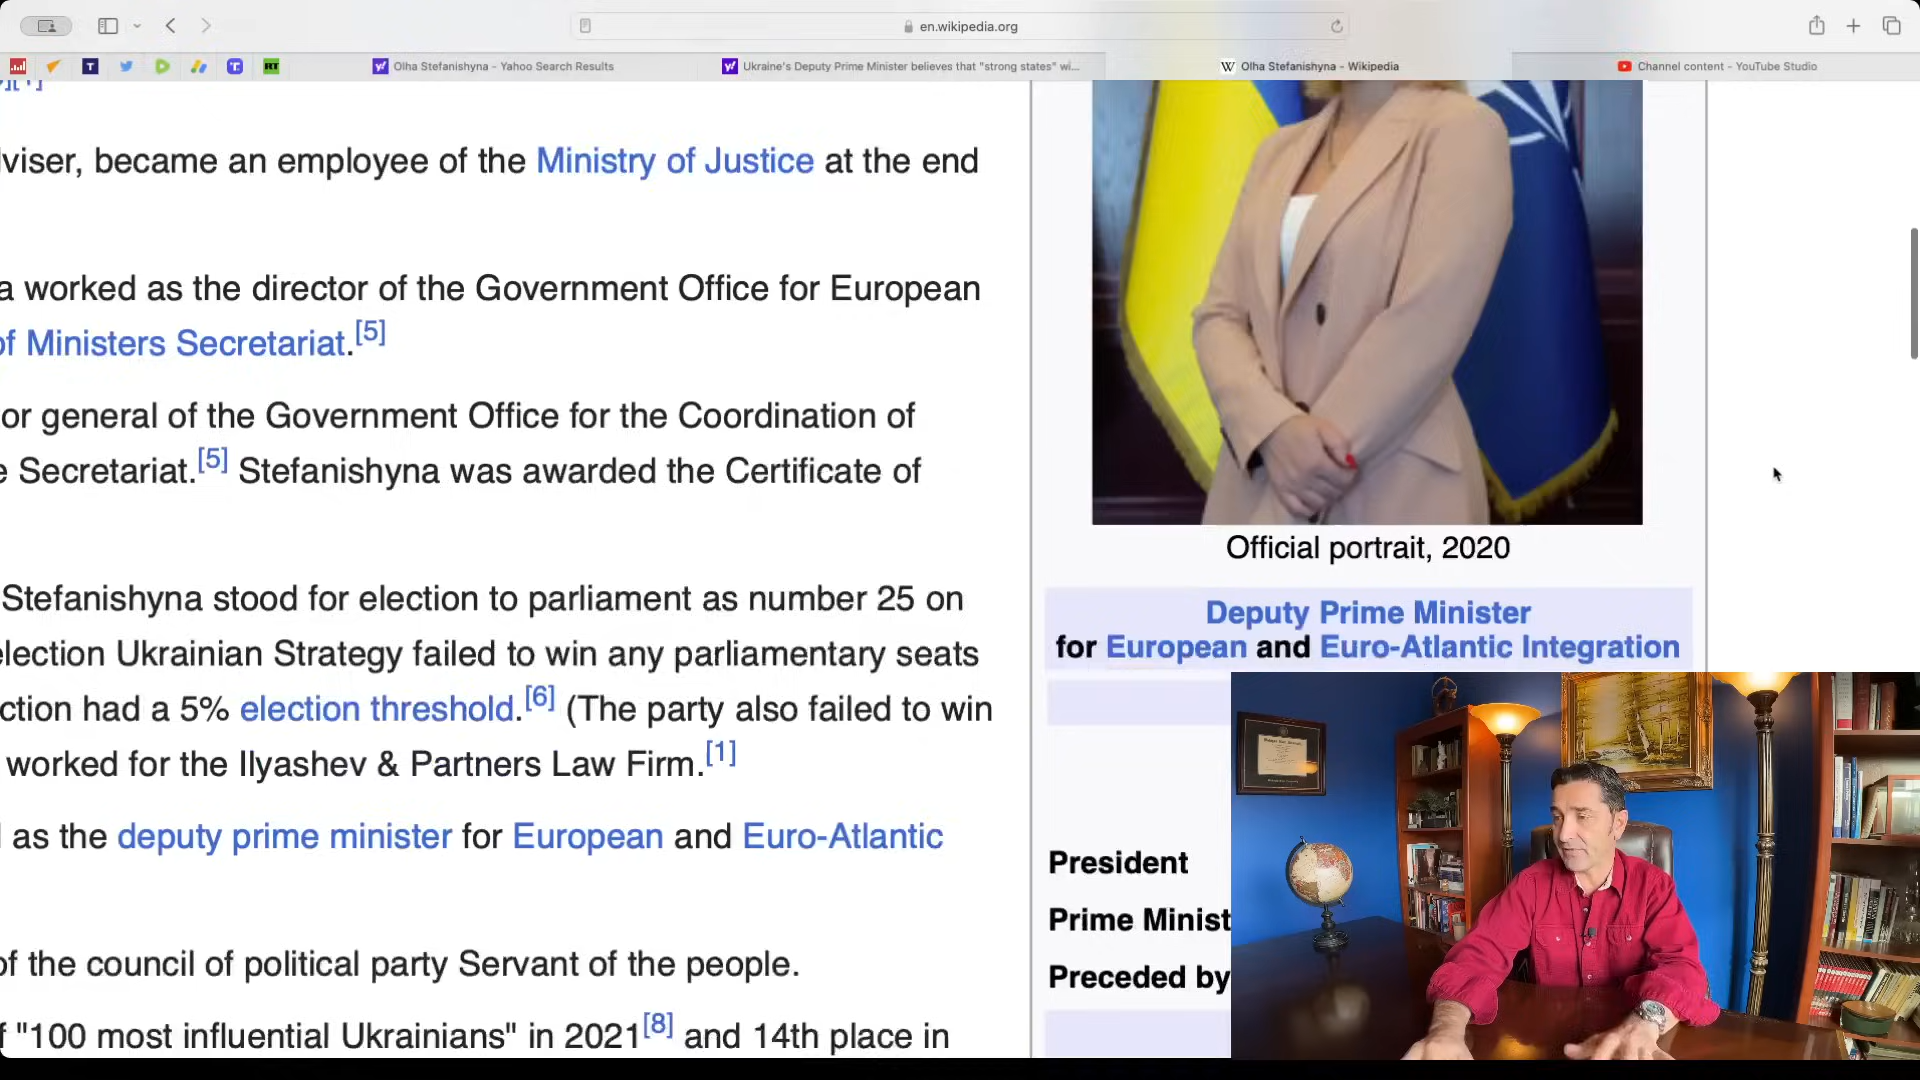 en.wikipedia.org
Olha Stefanishyna - Yahoo Search Results
Ukraine's Deputy Prime Minister believes that "strong states" wi...
Olha Stefanishyna - Wikipedia
Channel content - YouTube Studio
viser, became an employee of the Ministry of Justice at the end
a worked as the director of the Government Office for European
of Ministers Secretariat.[5]
or general of the Government Office for the Coordination of
e Secretariat.[5] Stefanishyna was awarded the Certificate of
Stefanishyna stood for election to parliament as number 25 on
election Ukrainian Strategy failed to win any parliamentary seats
ction had a 5% election threshold.[6] (The party also failed to win
worked for the Ilyashev & Partners Law Firm.[1]
as the deputy prime minister for European and Euro-Atlantic
of the council of political party Servant of the people.
f "100 most influential Ukrainians" in 2021[8] and 14th place in
Official portrait, 2020
Deputy Prime Minister
for European and Euro-Atlantic Integration
President
Prime Minist
Preceded by